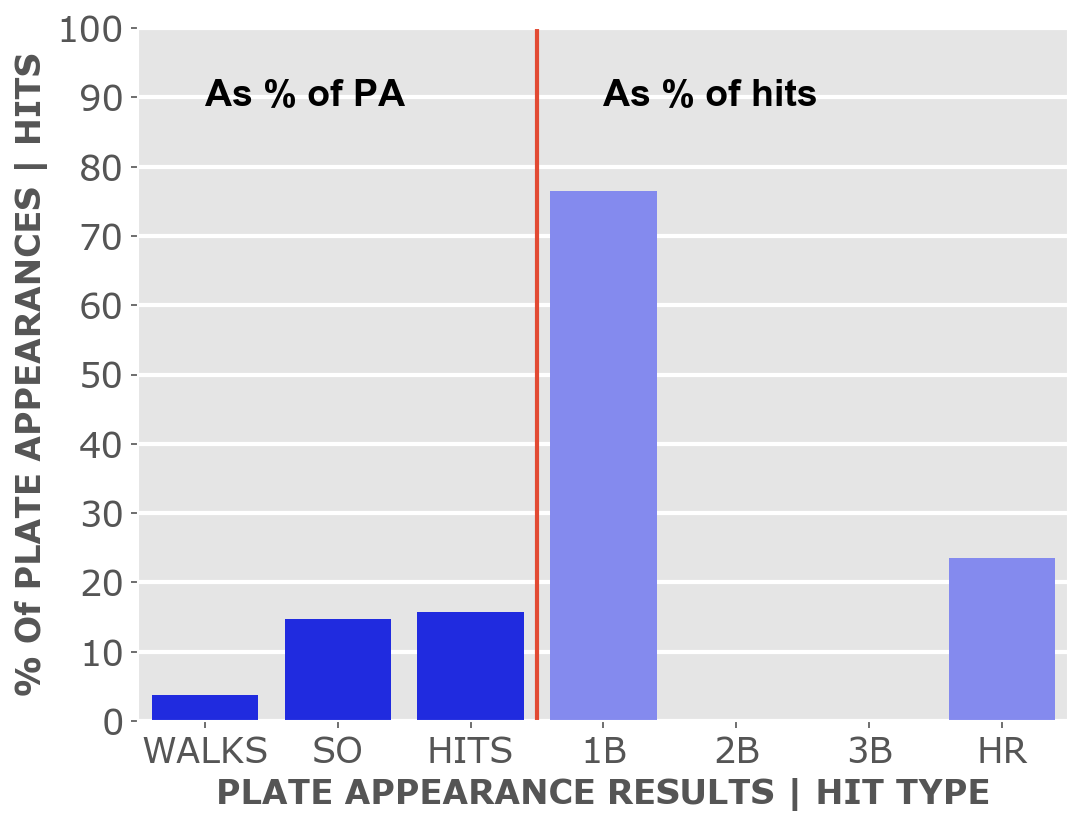 % Of PLATE APPEARANCES | HITS
100
90
80
70
60
50
40
30
20
10
0
As % of PA
As % of hits
WALKS SO HITS 1B 2B 3B HR
PLATE APPEARANCE RESULTS | HIT TYPE